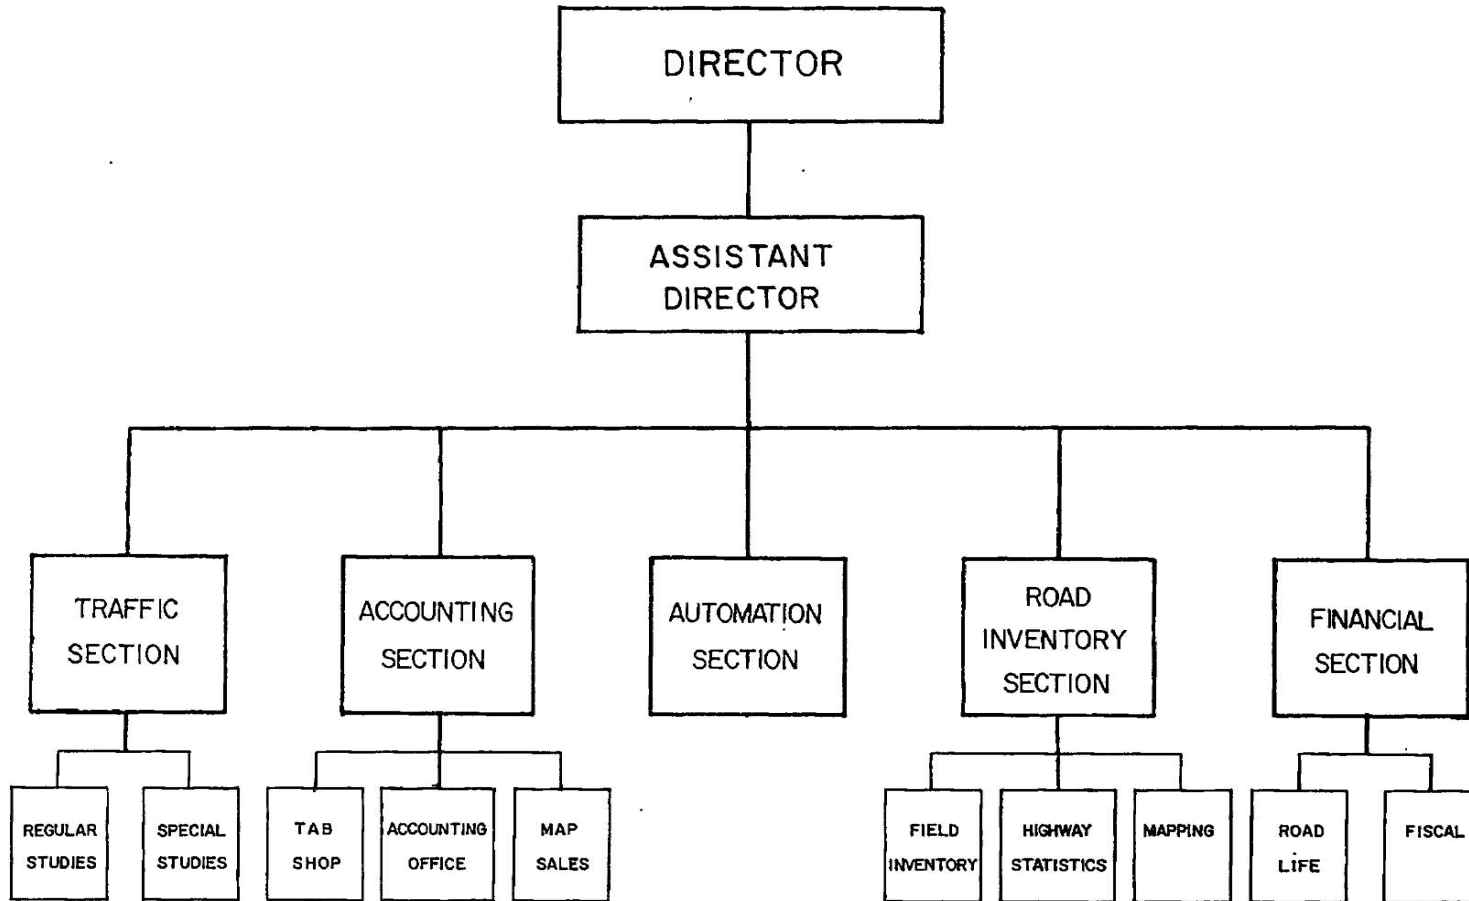 DIRECTOR
ASSISTANT
DIRECTOR
TRAFFIC
SECTION
ACCOUNTING
SECTION
AUTOMATION
SECTION
ROAD
INVENTORY
SECTION
FINANCIAL
SECTION
REGULAR
STUDIES
SPECIAL
STUDIES
TAB
SHOP
ACCOUNTING
OFFICE
MAP
SALES
FIELD
INVENTORY
HIGHWAY
STATISTICS
MAPPING
ROAD
LIFE
FISCAL